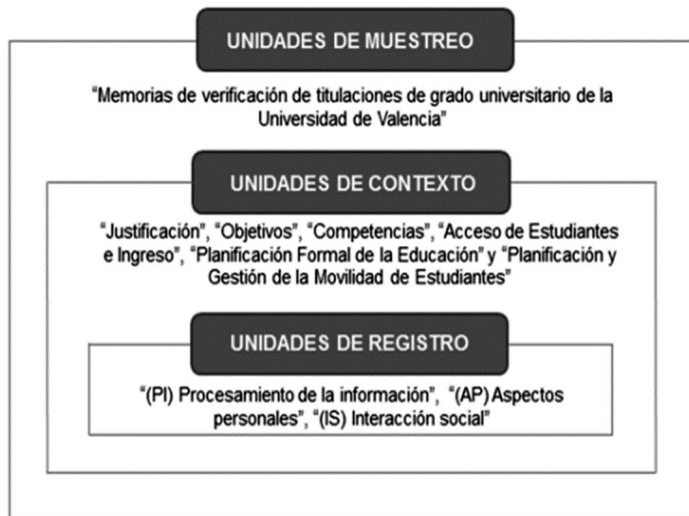 UNIDADES DE MUESTREO
“Memorias de verificación de titulaciones de grado universitario de la
Universidad de Valencia”
UNIDADES DE CONTEXTO
“Justificación”, “Objetivos”, “Competencias”, “Acceso de Estudiantes
e Ingreso”, “Planificación Formal de la Educación” y “Planificación y
Gestión de la Movilidad de Estudiantes”
UNIDADES DE REGISTRO
“(PI) Procesamiento de la información”, “(AP) Aspectos
personales”, “(IS) Interacción social”